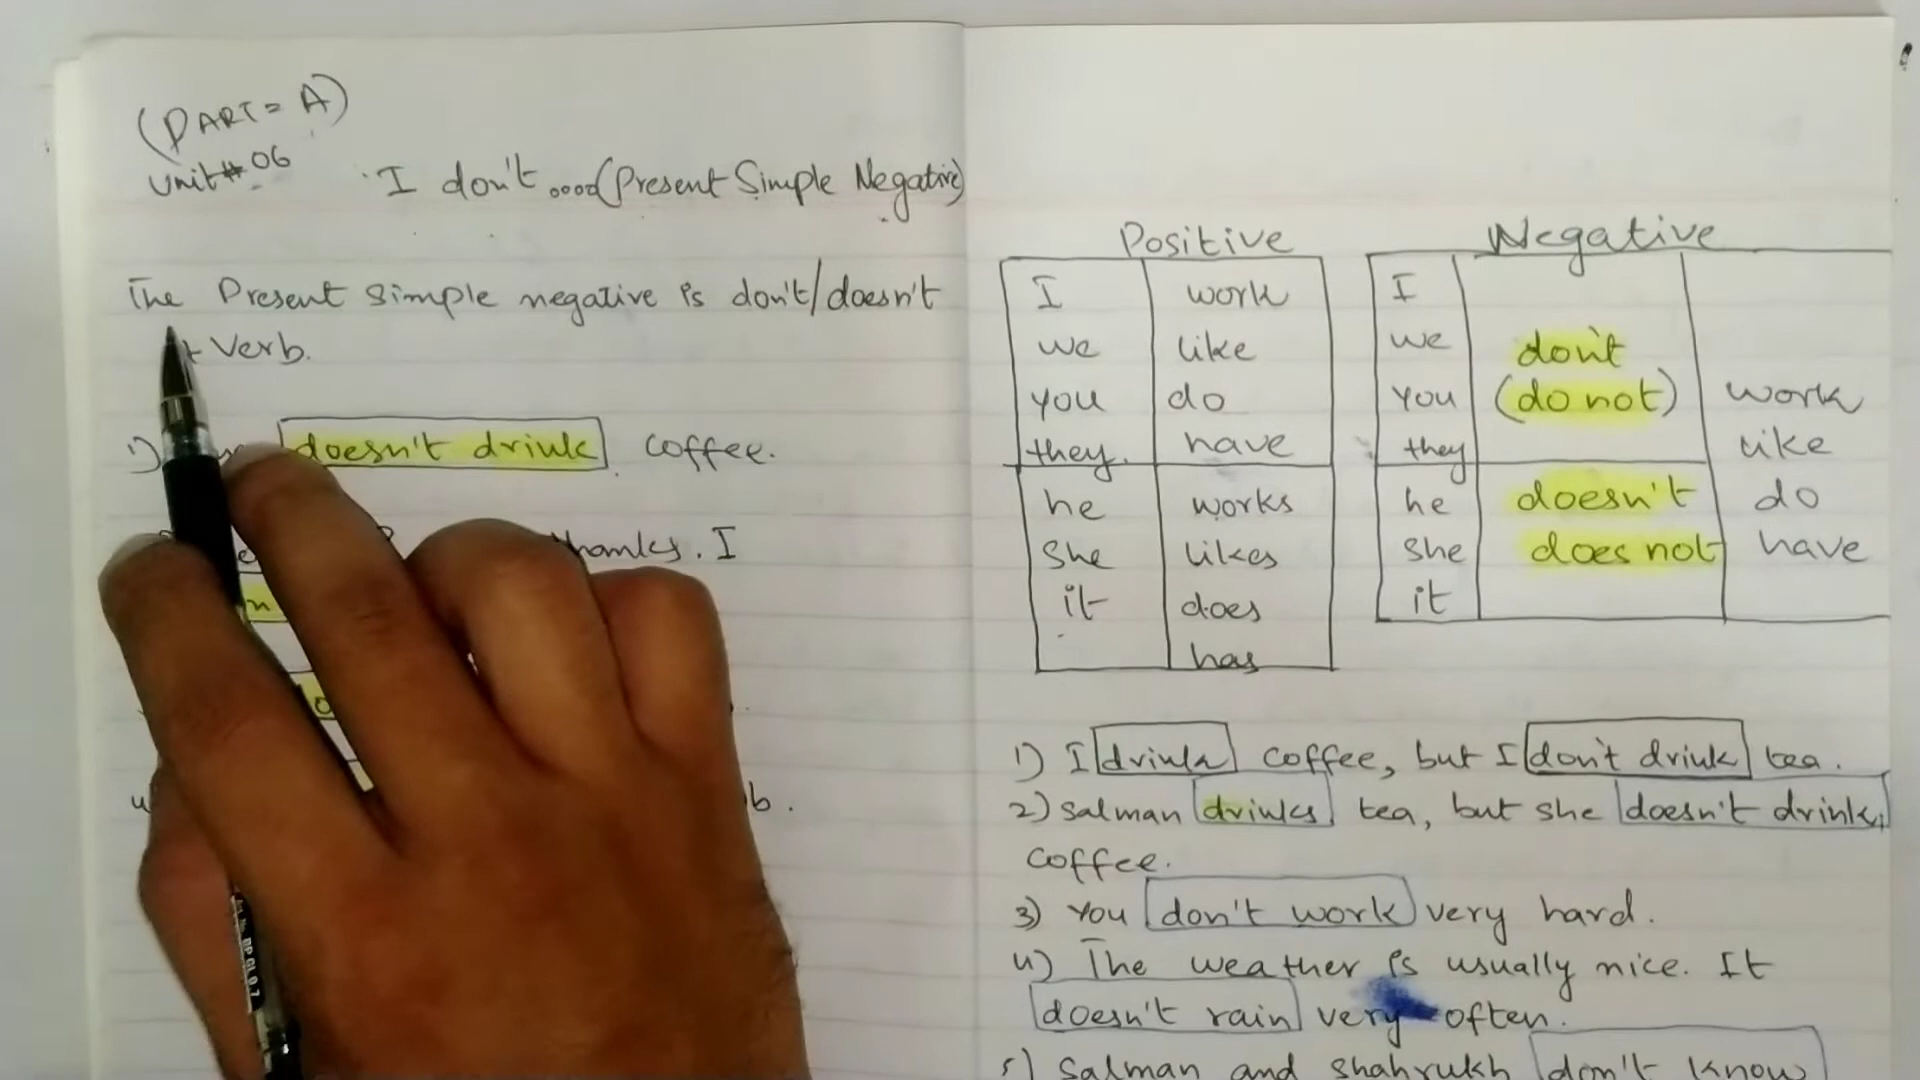 (PART = A)
Unit # 06 I don't ....(Present Simple Negative)
The Present Simple negative is don't/doesn't
+ Verb.
1) doesn't drink coffee.
thanks. I
Positive
I work
we like
you do
they. have
he works
she likes
it does
has
Negative
I
we don't
you (do not) work
they like
he doesn't do
she does not have
it
1) I drink coffee, but I don't drink tea.
2) Salman drinks tea, but she doesn't drink
coffee.
3) You don't work very hard.
4) The weather is usually nice. It
doesn't rain very often.
5) Salman and Shahrukh don't know